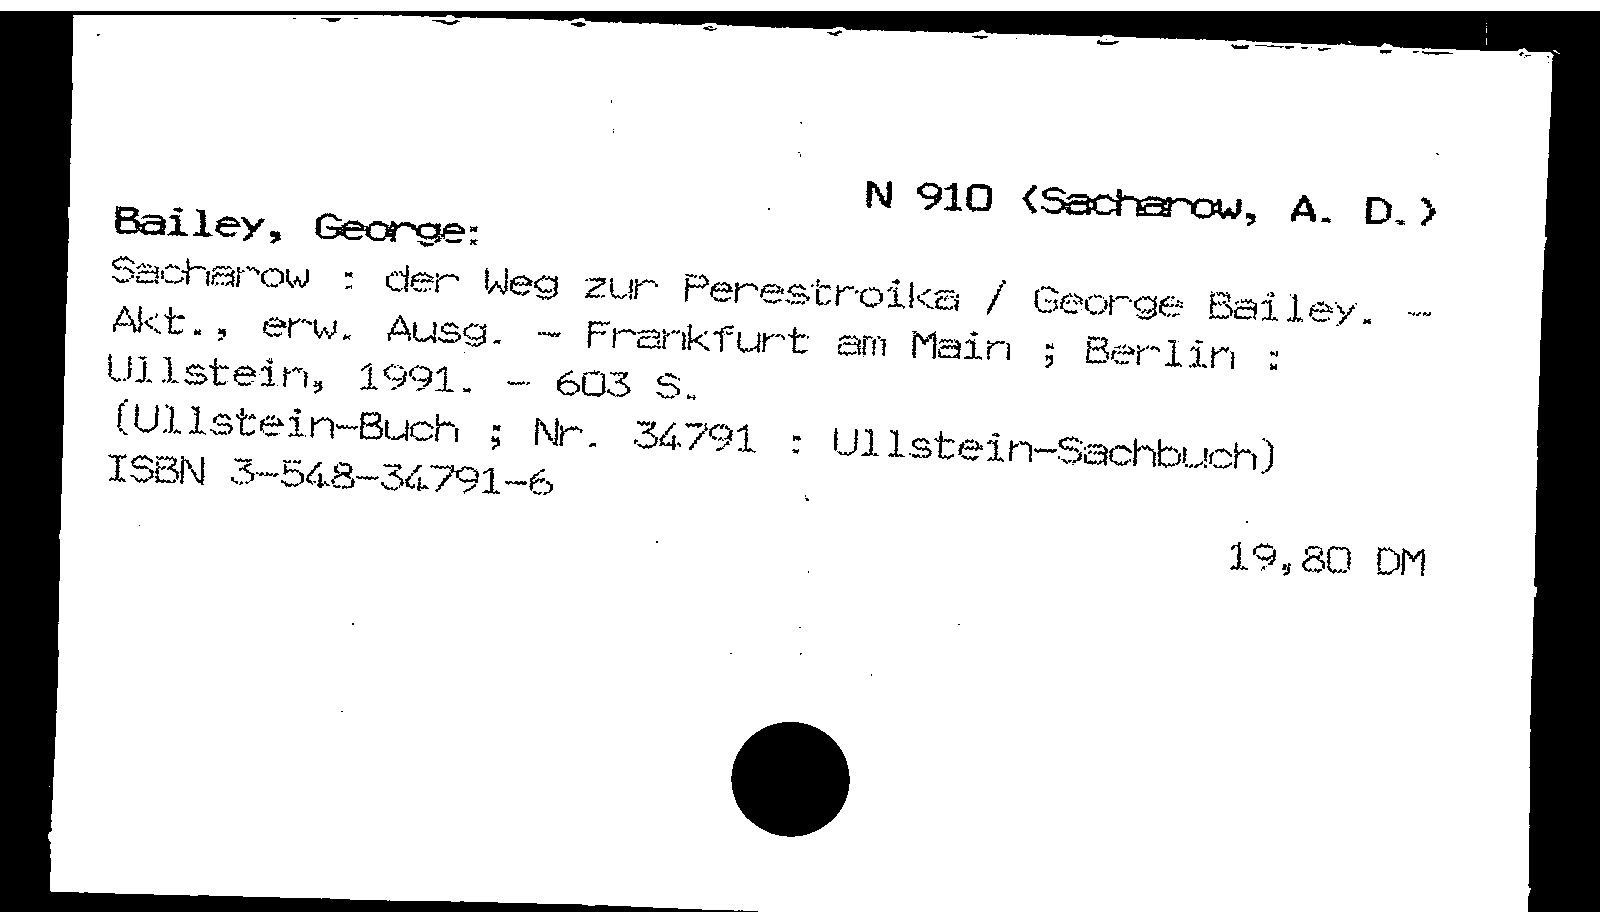 N 910 (Sacharow, A. D.)
Bailey, George:
Sacharow : der Weg zur Perestroika / George Bailey. -
Akt., erw. Ausg. - Frankfurt am Main ; Berlin :
Ullstein, 1991. - 603 S.
(Ullstein-Buch ; Nr. 34791 : Ullstein-Sachbuch)
ISBN 3-548-34791-6
19,80 DM